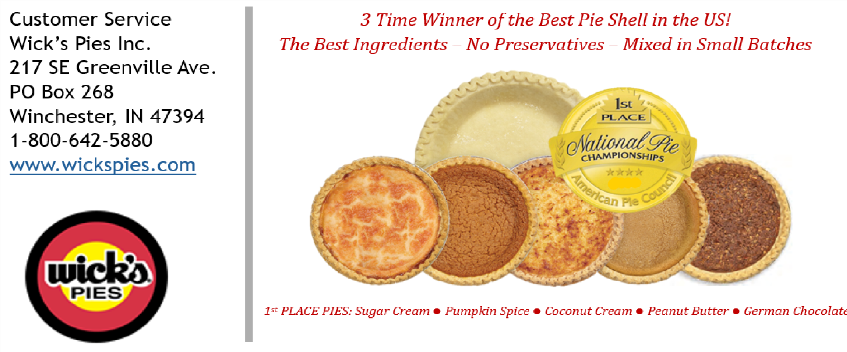 Customer Service
Wick's Pies Inc.
217 SE Greenville Ave.
PO Box 268
Winchester, IN 47394
1-800-642-5880
www.wickspies.com
wick's®
PIES
3 Time Winner of the Best Pie Shell in the US!
The Best Ingredients – No Preservatives – Mixed in Small Batches
1st
PLACE
National Pie
CHAMPIONSHIPS
American Pie Council
1st PLACE PIES: Sugar Cream ● Pumpkin Spice ● Coconut Cream ● Peanut Butter ● German Chocolate